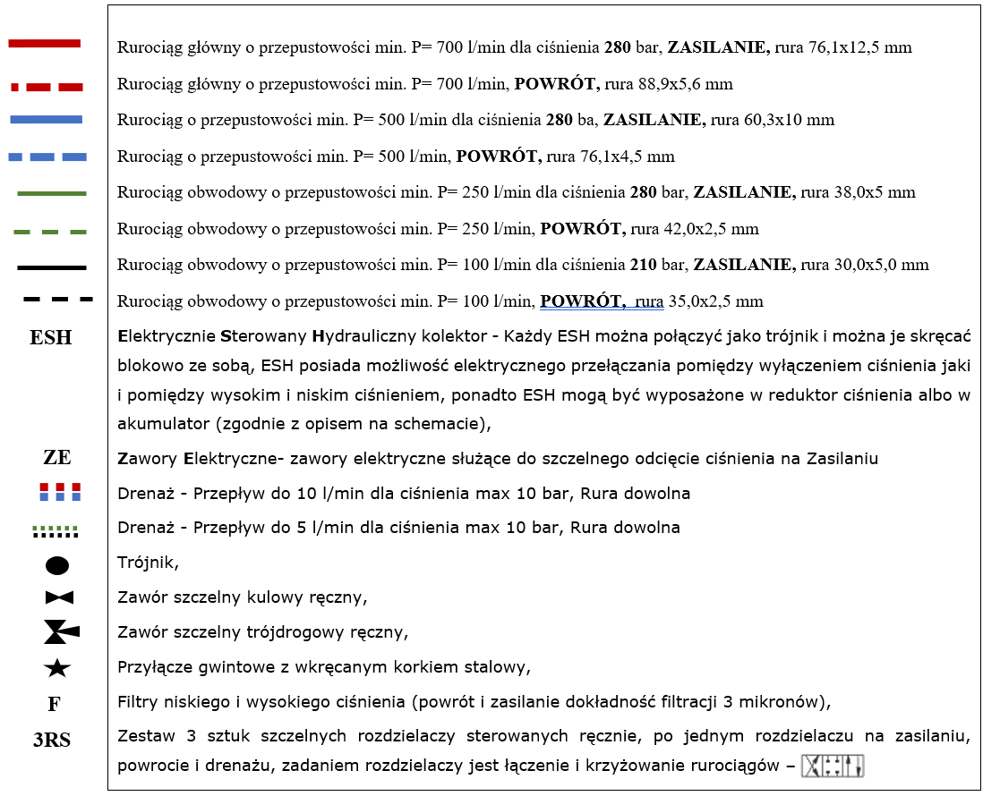 Rurociąg główny o przepustowości min. P= 700 l/min dla ciśnienia 280 bar, ZASILANIE, rura 76,1x12,5 mm
Rurociąg główny o przepustowości min. P= 700 l/min, POWRÓT, rura 88,9x5,6 mm
Rurociąg o przepustowości min. P= 500 l/min dla ciśnienia 280 ba, ZASILANIE, rura 60,3x10 mm
Rurociąg o przepustowości min. P= 500 l/min, POWRÓT, rura 76,1x4,5 mm
Rurociąg obwodowy o przepustowości min. P= 250 l/min dla ciśnienia 280 bar, ZASILANIE, rura 38,0x5 mm
Rurociąg obwodowy o przepustowości min. P= 250 l/min, POWRÓT, rura 42,0x2,5 mm
Rurociąg obwodowy o przepustowości min. P= 100 l/min dla ciśnienia 210 bar, ZASILANIE, rura 30,0x5,0 mm
Rurociąg obwodowy o przepustowości min. P= 100 l/min, POWRÓT, rura 35,0x2,5 mm
ESH Elektrycznie Sterowany Hydrauliczny kolektor - Każdy ESH można połączyć jako trójnik i można je skręcać
blokowo ze sobą, ESH posiada możliwość elektrycznego przełączania pomiędzy wyłączeniem ciśnienia jaki
i pomiędzy wysokim i niskim ciśnieniem, ponadto ESH mogą być wyposażone w reduktor ciśnienia albo w
akumulator (zgodnie z opisem na schemacie),
ZE Zawory Elektryczne- zawory elektryczne służące do szczelnego odcięcie ciśnienia na Zasilaniu
Drenaż - Przepływ do 10 l/min dla ciśnienia max 10 bar, Rura dowolna
Drenaż - Przepływ do 5 l/min dla ciśnienia max 10 bar, Rura dowolna
Trójnik,
Zawór szczelny kulowy ręczny,
Zawór szczelny trójdrogowy ręczny,
Przyłącze gwintowe z wkręcanym korkiem stalowy,
F Filtry niskiego i wysokiego ciśnienia (powrót i zasilanie dokładność filtracji 3 mikronów),
3RS Zestaw 3 sztuk szczelnych rozdzielaczy sterowanych ręcznie, po jednym rozdzielaczu na zasilaniu,
powrocie i drenażu, zadaniem rozdzielaczy jest łączenie i krzyżowanie rurociągów –